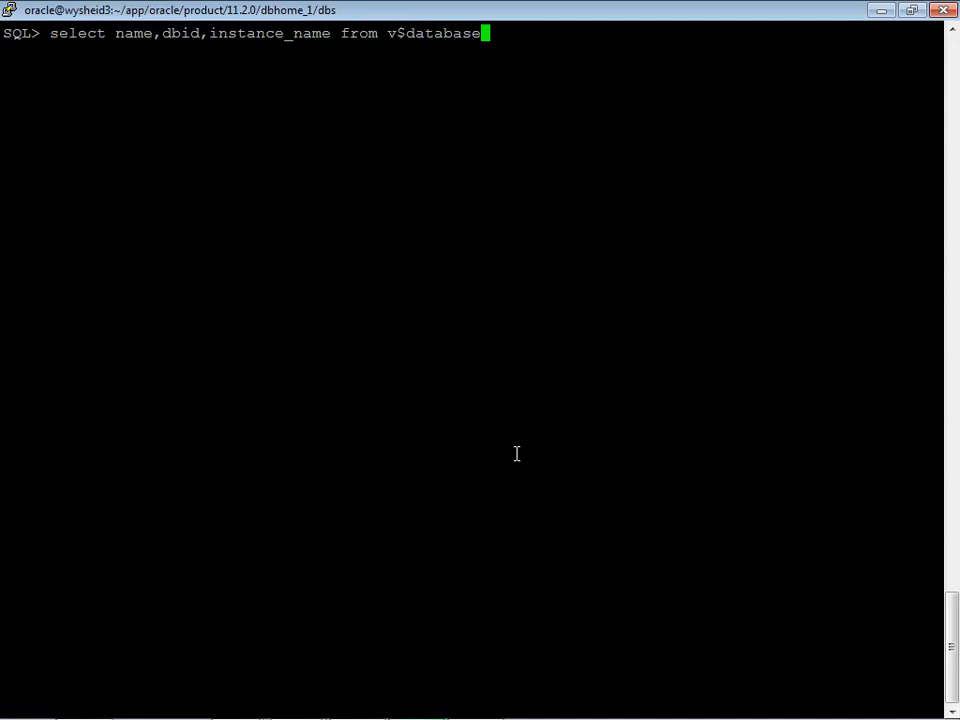 oracle@wysheid3:~/app/oracle/product/11.2.0/dbhome_1/dbs
SQL> select name,dbid,instance_name from v$database